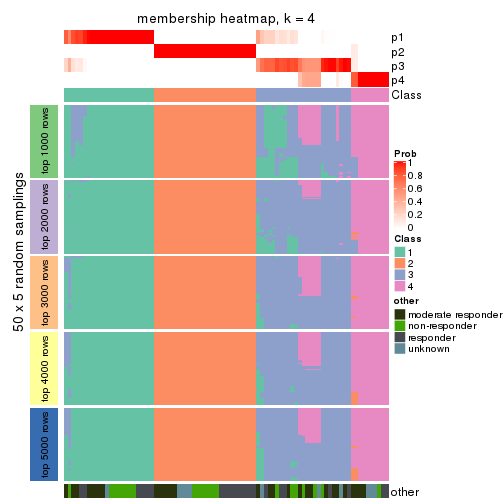 membership heatmap, k = 4
p1
p2
p3
p4
Class
50 x 5 random samplings
top 1000 rows
top 2000 rows
top 3000 rows
top 4000 rows
top 5000 rows
Prob
1
0.8
0.6
0.4
0.2
0
Class
1
2
3
4
other
moderate responder
non-responder
responder
unknown
other